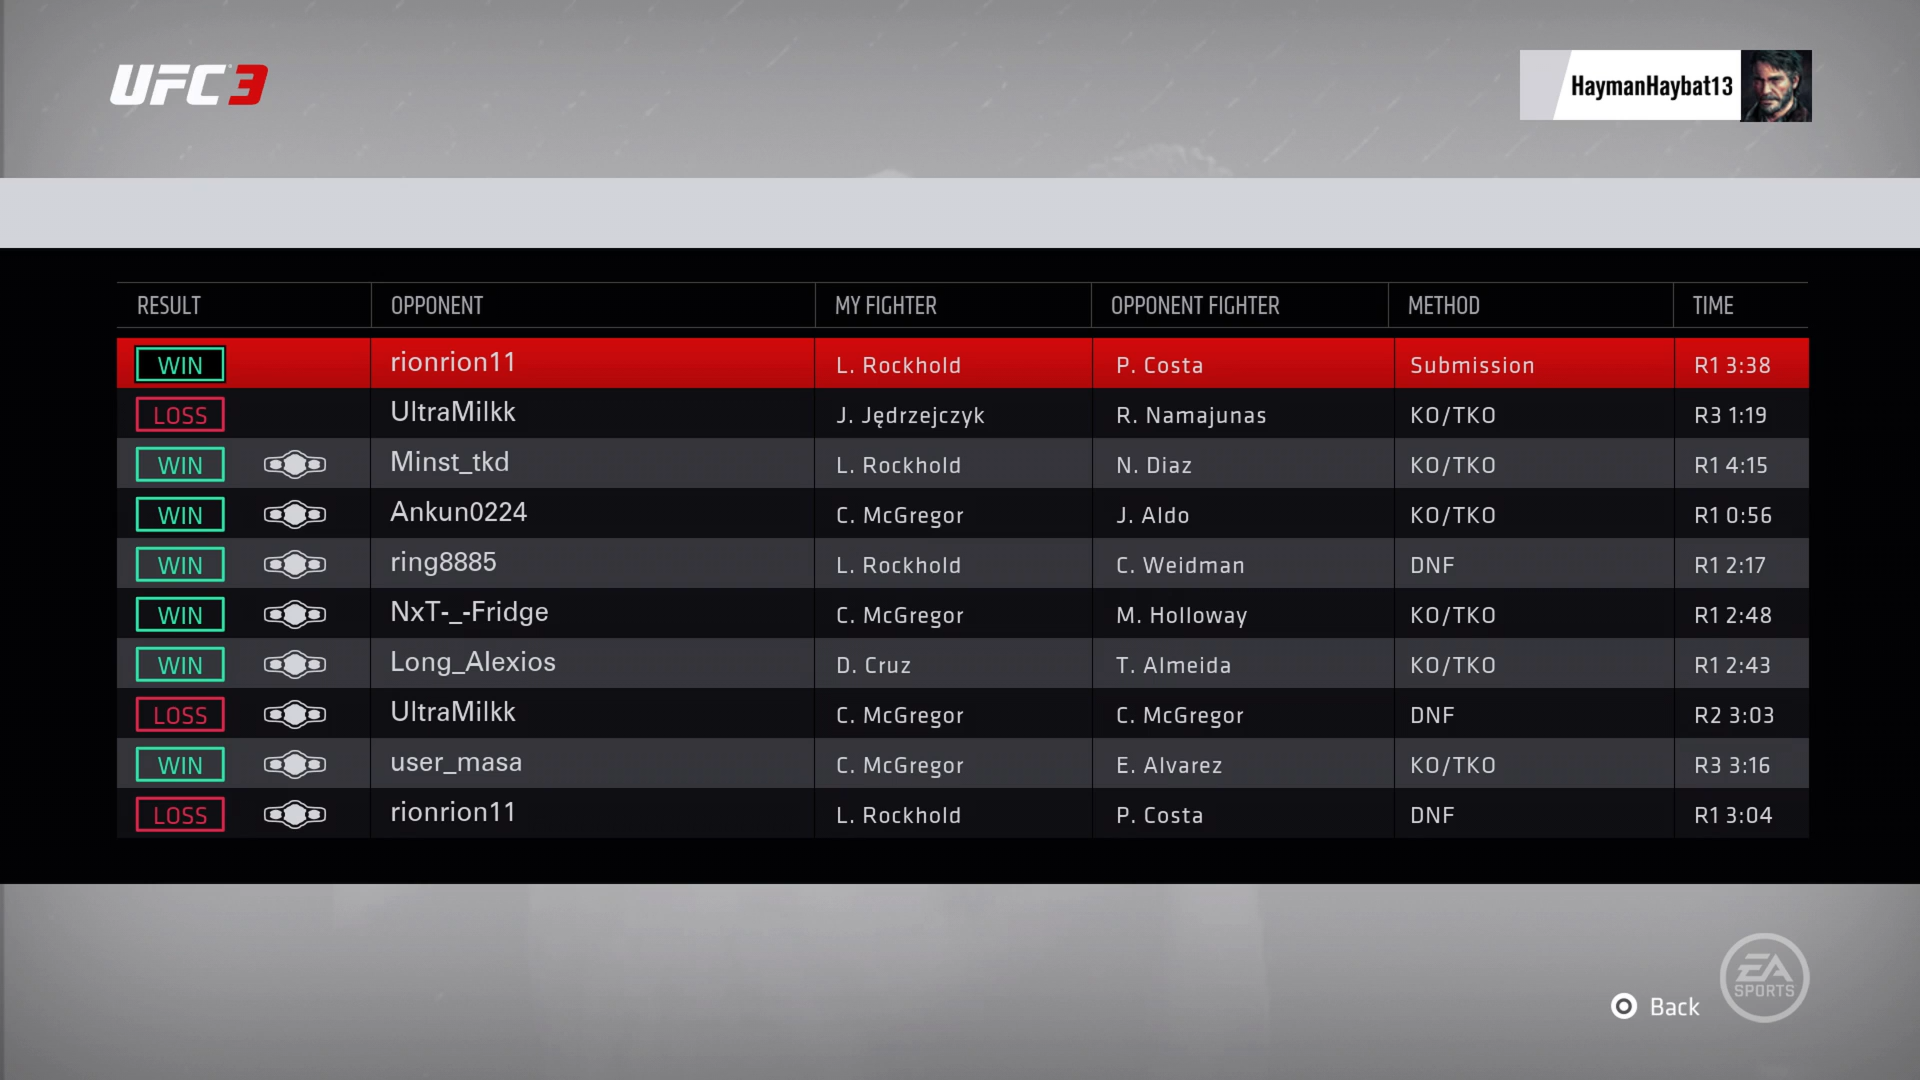 UFC 3
HaymanHaybat13
RESULT OPPONENT MY FIGHTER OPPONENT FIGHTER METHOD TIME
WIN rionrion11 L. Rockhold P. Costa Submission R1 3:38
LOSS UltraMilkk J. Jędrzejczyk R. Namajunas KO/TKO R3 1:19
WIN Minst_tkd L. Rockhold N. Diaz KO/TKO R1 4:15
WIN Ankun0224 C. McGregor J. Aldo KO/TKO R1 0:56
WIN ring8885 L. Rockhold C. Weidman DNF R1 2:17
WIN NxT-_-Fridge C. McGregor M. Holloway KO/TKO R1 2:48
WIN Long_Alexios D. Cruz T. Almeida KO/TKO R1 2:43
LOSS UltraMilkk C. McGregor C. McGregor DNF R2 3:03
WIN user_masa C. McGregor E. Alvarez KO/TKO R3 3:16
LOSS rionrion11 L. Rockhold P. Costa DNF R1 3:04
Back
EA
SPORTS